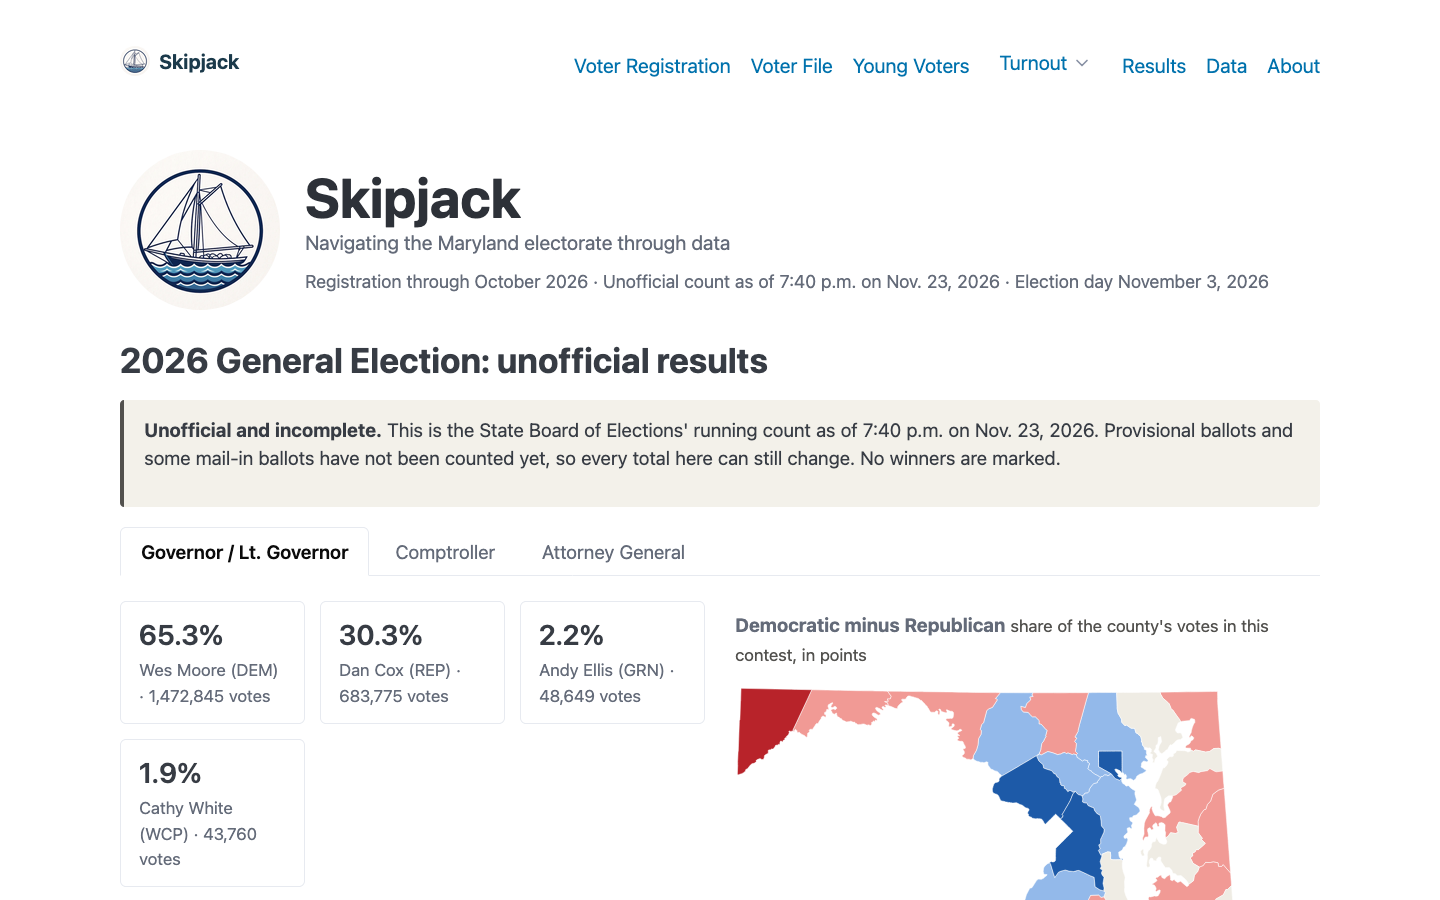 Skipjack
Voter Registration Voter File Young Voters Turnout Results Data About
Skipjack
Navigating the Maryland electorate through data
Registration through October 2026 · Unofficial count as of 7:40 p.m. on Nov. 23, 2026 · Election day November 3, 2026
2026 General Election: unofficial results
Unofficial and incomplete. This is the State Board of Elections' running count as of 7:40 p.m. on Nov. 23, 2026. Provisional ballots and
some mail-in ballots have not been counted yet, so every total here can still change. No winners are marked.
Governor / Lt. Governor Comptroller Attorney General
65.3%
Wes Moore (DEM)
· 1,472,845 votes
30.3%
Dan Cox (REP) ·
683,775 votes
2.2%
Andy Ellis (GRN) ·
48,649 votes
1.9%
Cathy White
(WCP) · 43,760
votes
Democratic minus Republican share of the county's votes in this
contest, in points